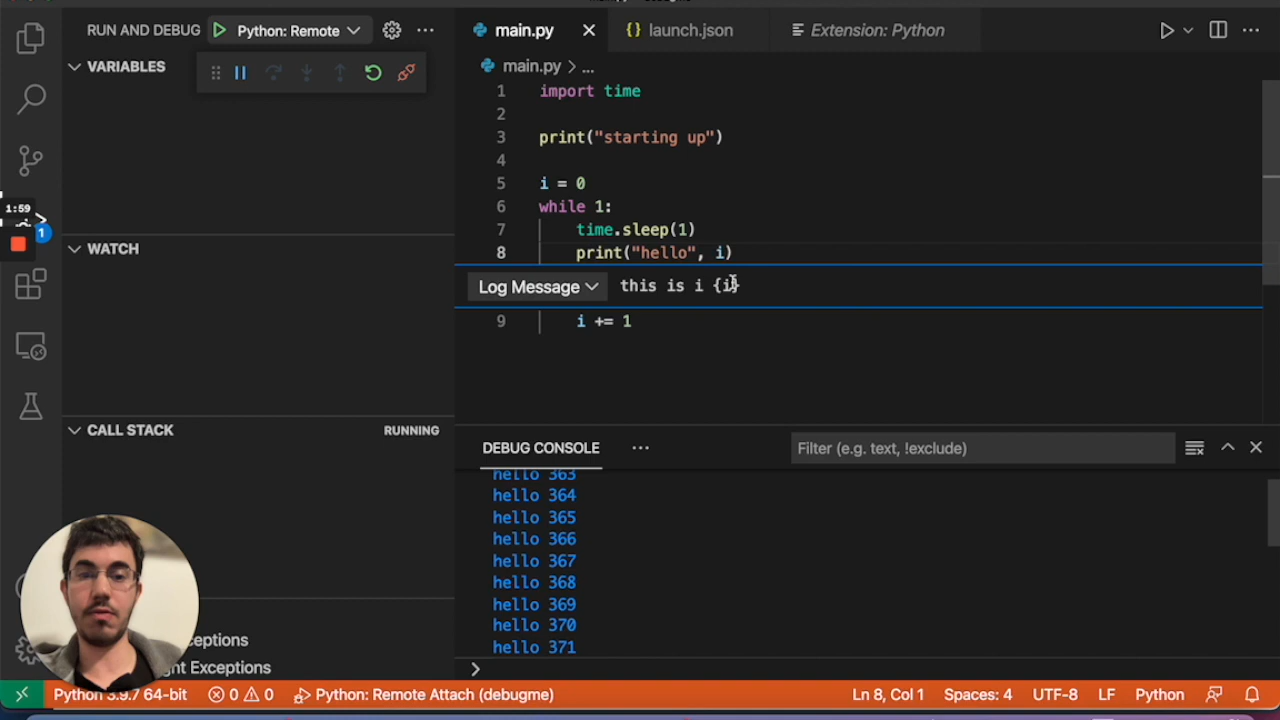 RUN AND DEBUG Python: Remote
VARIABLES
WATCH
CALL STACK RUNNING
1:59
1
main.py launch.json Extension: Python
main.py > ...
1 import time
2
3 print("starting up")
4
5 i = 0
6 while 1:
7 time.sleep(1)
8 print("hello", i)
Log Message this is i {i}
9 i += 1
DEBUG CONSOLE Filter (e.g. text, !exclude)
hello 363
hello 364
hello 365
hello 366
hello 367
hello 368
hello 369
hello 370
hello 371
Exceptions
Python 3.9.7 64-bit 0 0 Python: Remote Attach (debugme) Ln 8, Col 1 Spaces: 4 UTF-8 LF Python